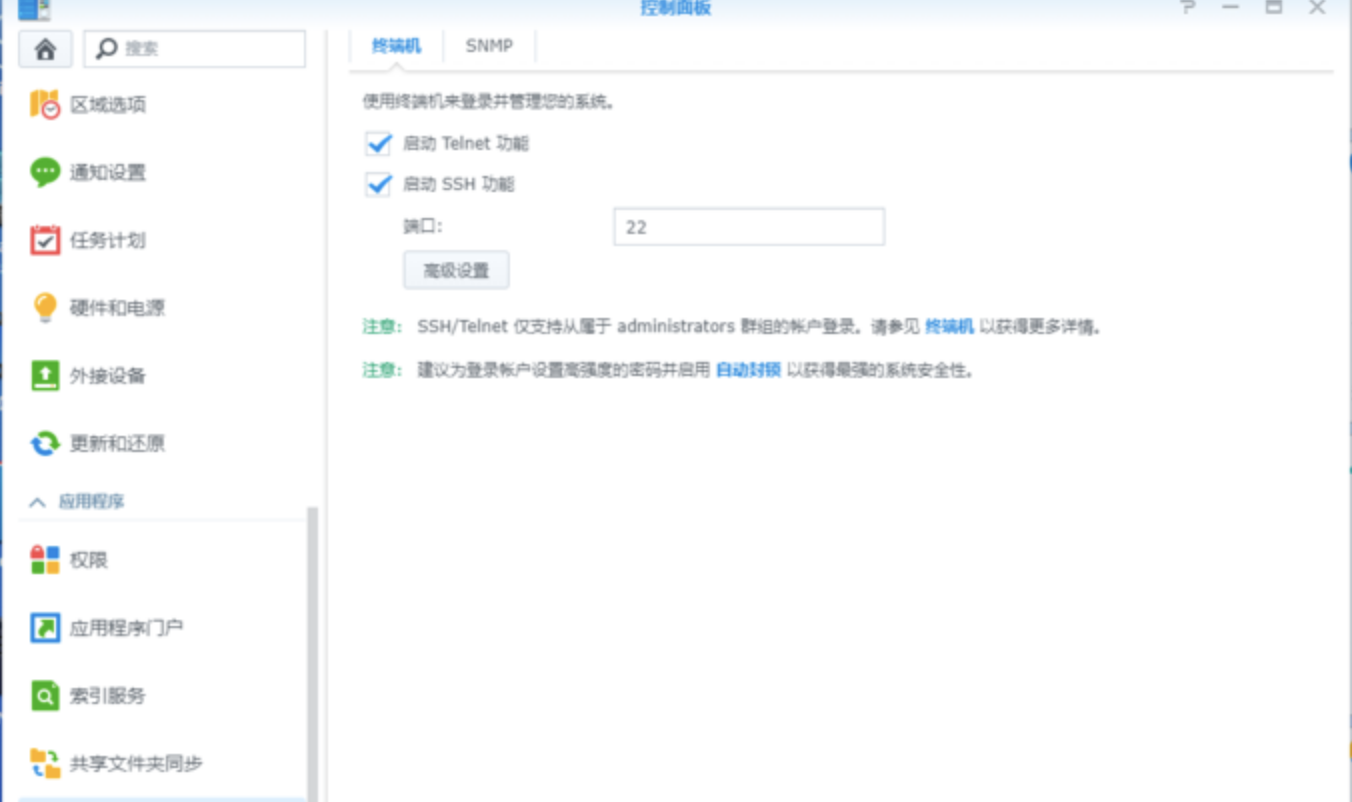 控制面板
搜索
区域选项
通知设置
任务计划
硬件和电源
外接设备
更新和还原
应用程序
权限
应用程序门户
索引服务
共享文件夹同步
终端机 SNMP
使用终端机来登录并管理您的系统。
启动 Telnet 功能
启动 SSH 功能
端口: 22
高级设置
注意: SSH/Telnet 仅支持从属于 administrators 群组的帐户登录。请参见 终端机 以获得更多详情。
注意: 建议为登录帐户设置高强度的密码并启用 自动封锁 以获得最强的系统安全性。